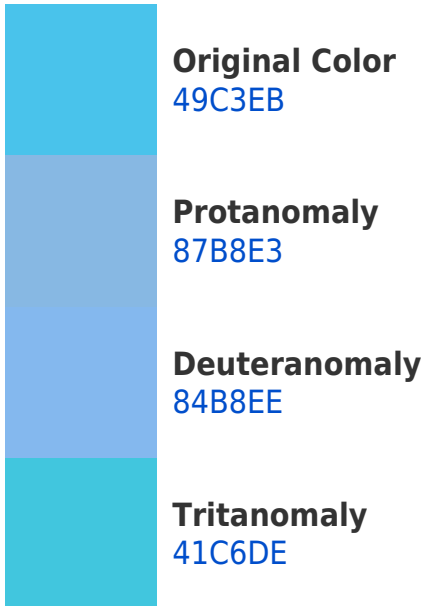 Original Color
49C3EB
Protanomaly
87B8E3
Deuteranomaly
84B8EE
Tritanomaly
41C6DE